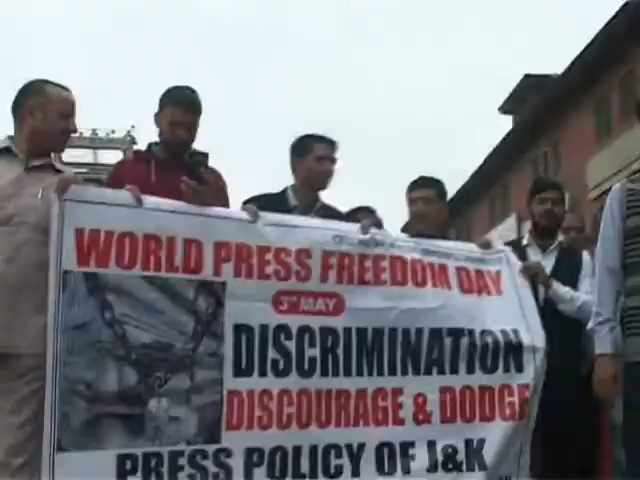 WORLD PRESS FREEDOM DAY
3rd MAY
DISCRIMINATION
DISCOURAGE & DODGE
PRESS POLICY OF J&K